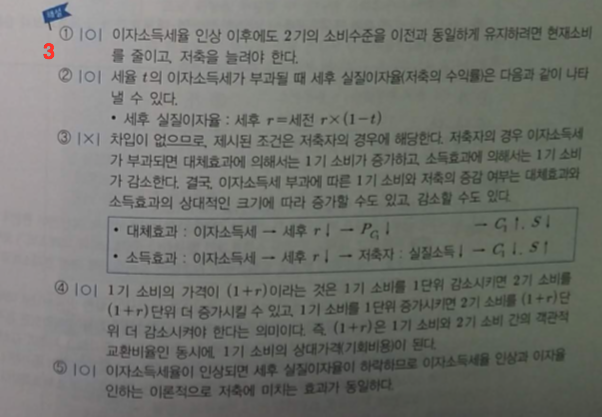 해설
3
① |○| 이자소득세율 인상 이후에도 2기의 소비수준을 이전과 동일하게 유지하려면 현재소비
를 줄이고, 저축을 늘려야 한다.
② |○| 세율 t의 이자소득세가 부과될 때 세후 실질이자율(저축의 수익률)은 다음과 같이 나타
낼 수 있다.
• 세후 실질이자율 : 세후 r=세전 r×(1-t)
③ |×| 차입이 없으므로, 제시된 조건은 저축자의 경우에 해당한다. 저축자의 경우 이자소득세
가 부과되면 대체효과에 의해서는 1기 소비가 증가하고, 소득효과에 의해서는 1기 소비
가 감소한다. 결국, 이자소득세 부과에 따른 1기 소비와 저축의 증감 여부는 대체효과와
소득효과의 상대적인 크기에 따라 증가할 수도 있고, 감소할 수도 있다.
• 대체효과 : 이자소득세 → 세후 r↓ → P_C₁↓ → C₁↑, S↓
• 소득효과 : 이자소득세 → 세후 r↓ → 저축자 : 실질소득↓ → C₁↓, S↑
④ |○| 1기 소비의 가격이 (1+r)이라는 것은 1기 소비를 1단위 감소시키면 2기 소비를
(1+r)단위 더 증가시킬 수 있고, 1기 소비를 1단위 증가시키면 2기 소비를 (1+r)단
위 더 감소시켜야 한다는 의미이다. 즉, (1+r)은 1기 소비와 2기 소비 간의 객관적
교환비율인 동시에, 1기 소비의 상대가격(기회비용)이 된다.
⑤ |○| 이자소득세율이 인상되면 세후 실질이자율이 하락하므로 이자소득세율 인상과 이자율
인하는 이론적으로 저축에 미치는 효과가 동일하다.